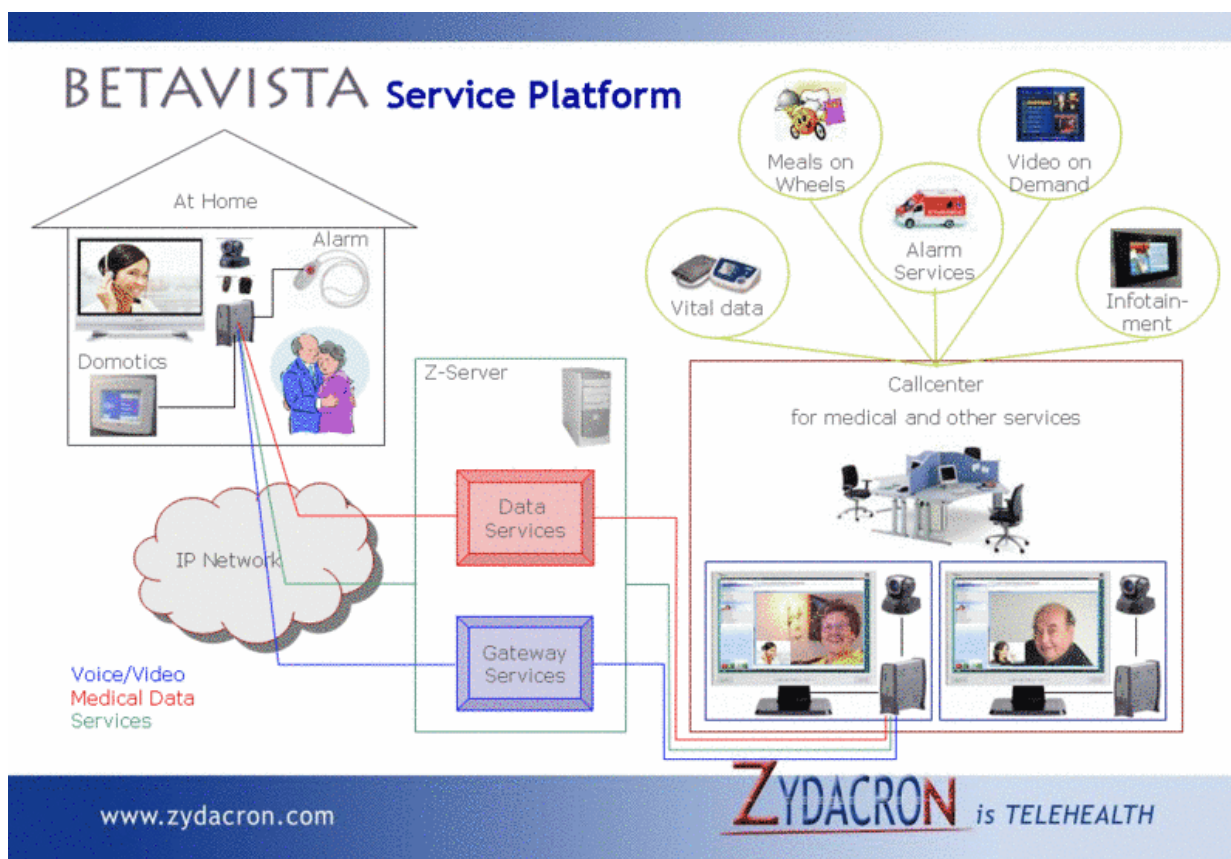 BETAVISTA Service Platform
At Home
Alarm
Domotics
Meals on
Wheels
Video on
Demand
Alarm
Services
Vital data
Infotain-
ment
Z-Server
Data
Services
Gateway
Services
IP Network
Callcenter
for medical and other services
Voice/Video
Medical Data
Services
www.zydacron.com
ZYDACRON is TELEHEALTH